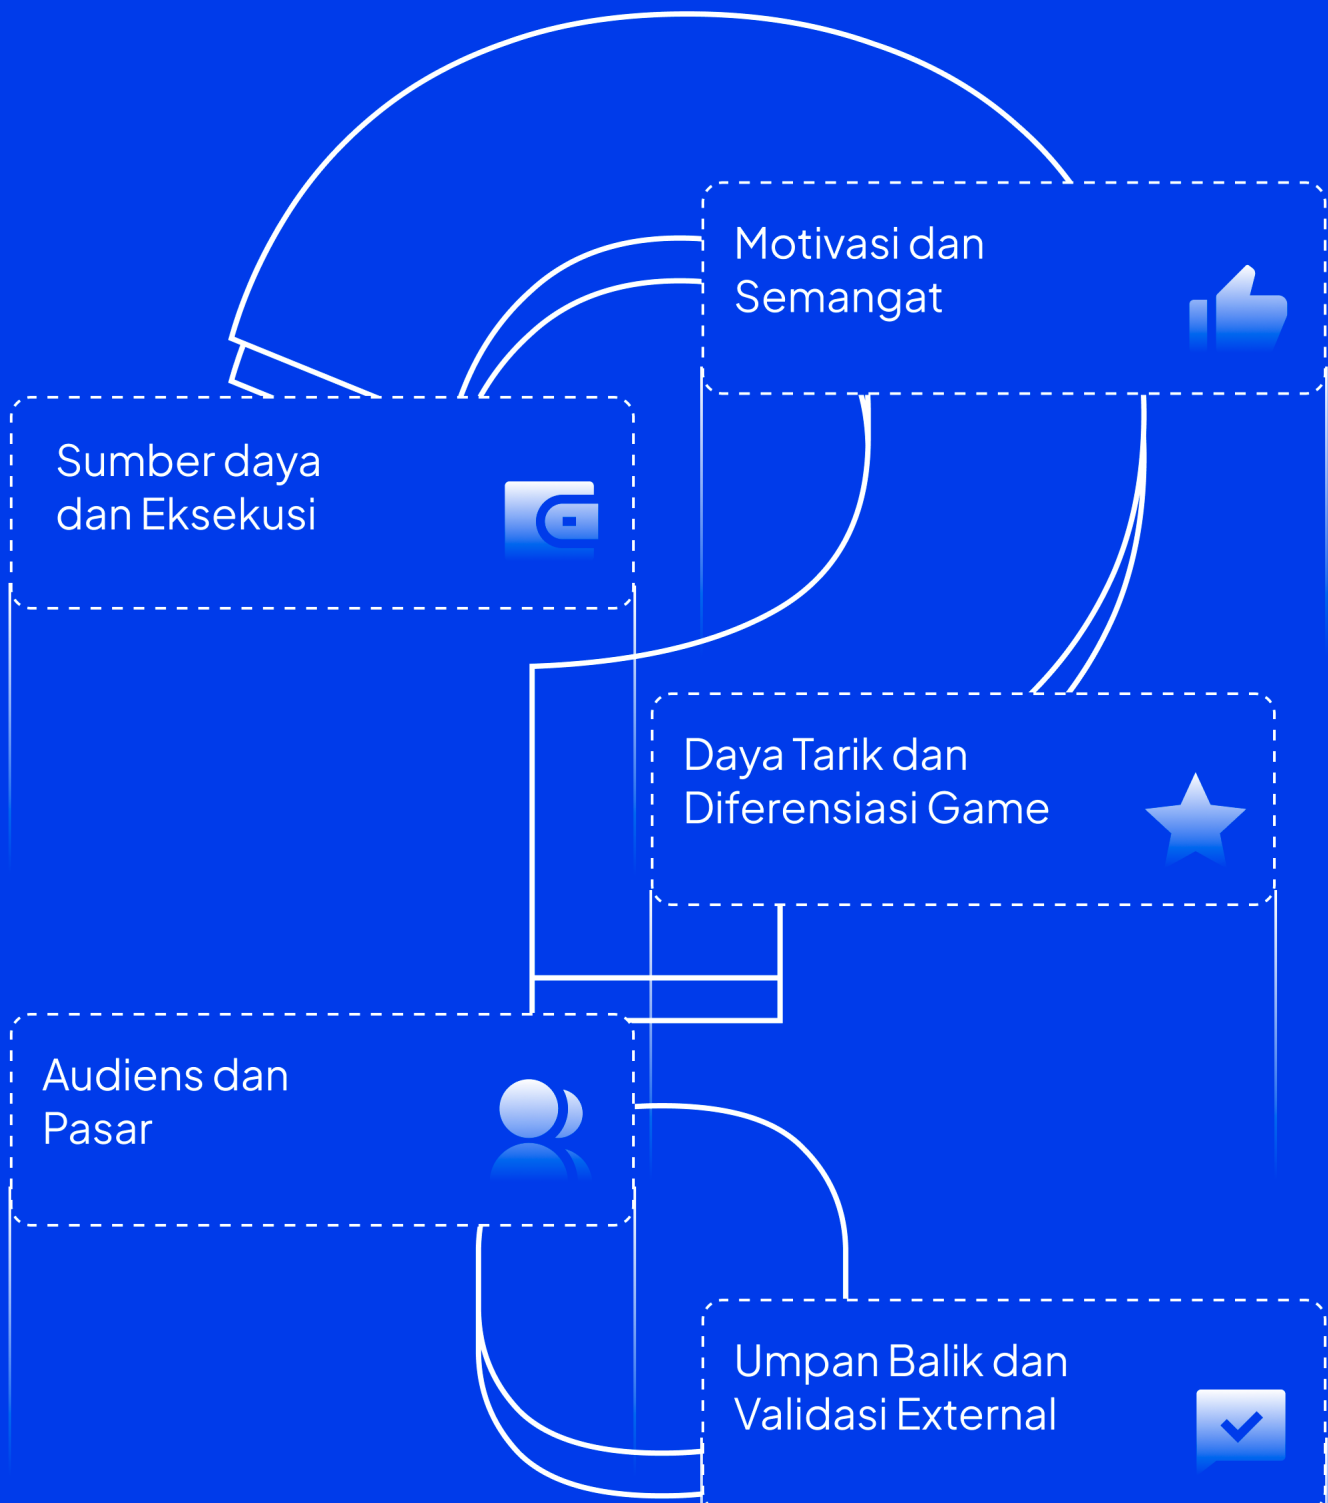 Motivasi dan
Semangat
Sumber daya
dan Eksekusi
Daya Tarik dan
Diferensiasi Game
Audiens dan
Pasar
Umpan Balik dan
Validasi External